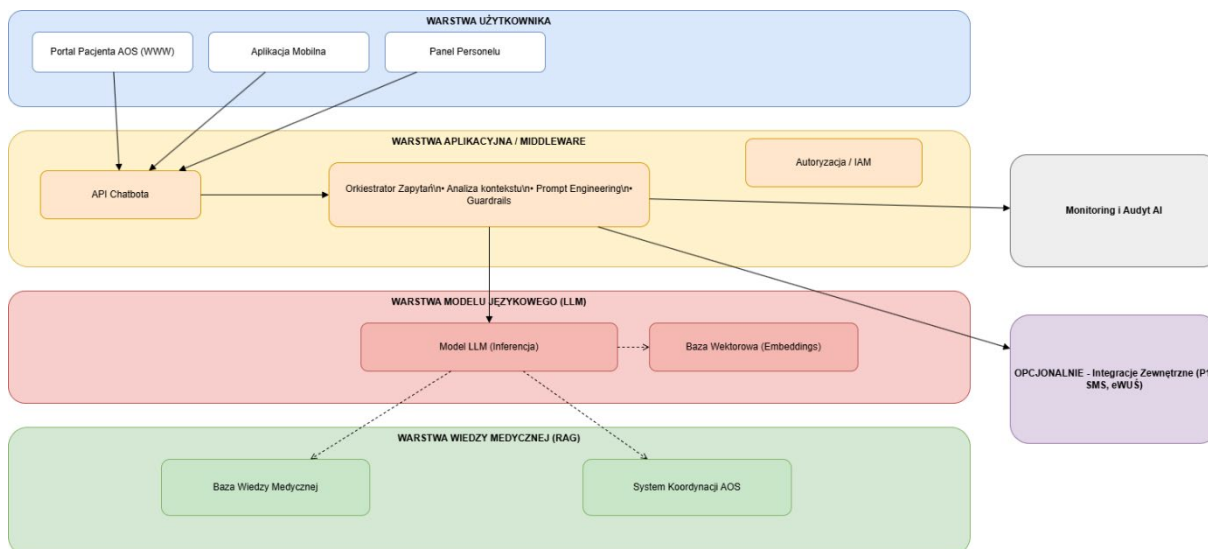 WARSTWA UŻYTKOWNIKA
Portal Pacjenta AOS (WWW)
Aplikacja Mobilna
Panel Personelu
WARSTWA APLIKACYJNA / MIDDLEWARE
Autoryzacja / IAM
API Chatbota
Orkiestrator Zapytań\n• Analiza kontekstu\n• Prompt Engineering\n•
Guardrails
Monitoring i Audyt AI
WARSTWA MODELU JĘZYKOWEGO (LLM)
Model LLM (Inferencja)
Baza Wektorowa (Embeddings)
OPCJONALNIE - Integracje Zewnętrzne (P1
SMS, eWUŚ)
WARSTWA WIEDZY MEDYCZNEJ (RAG)
Baza Wiedzy Medycznej
System Koordynacji AOS